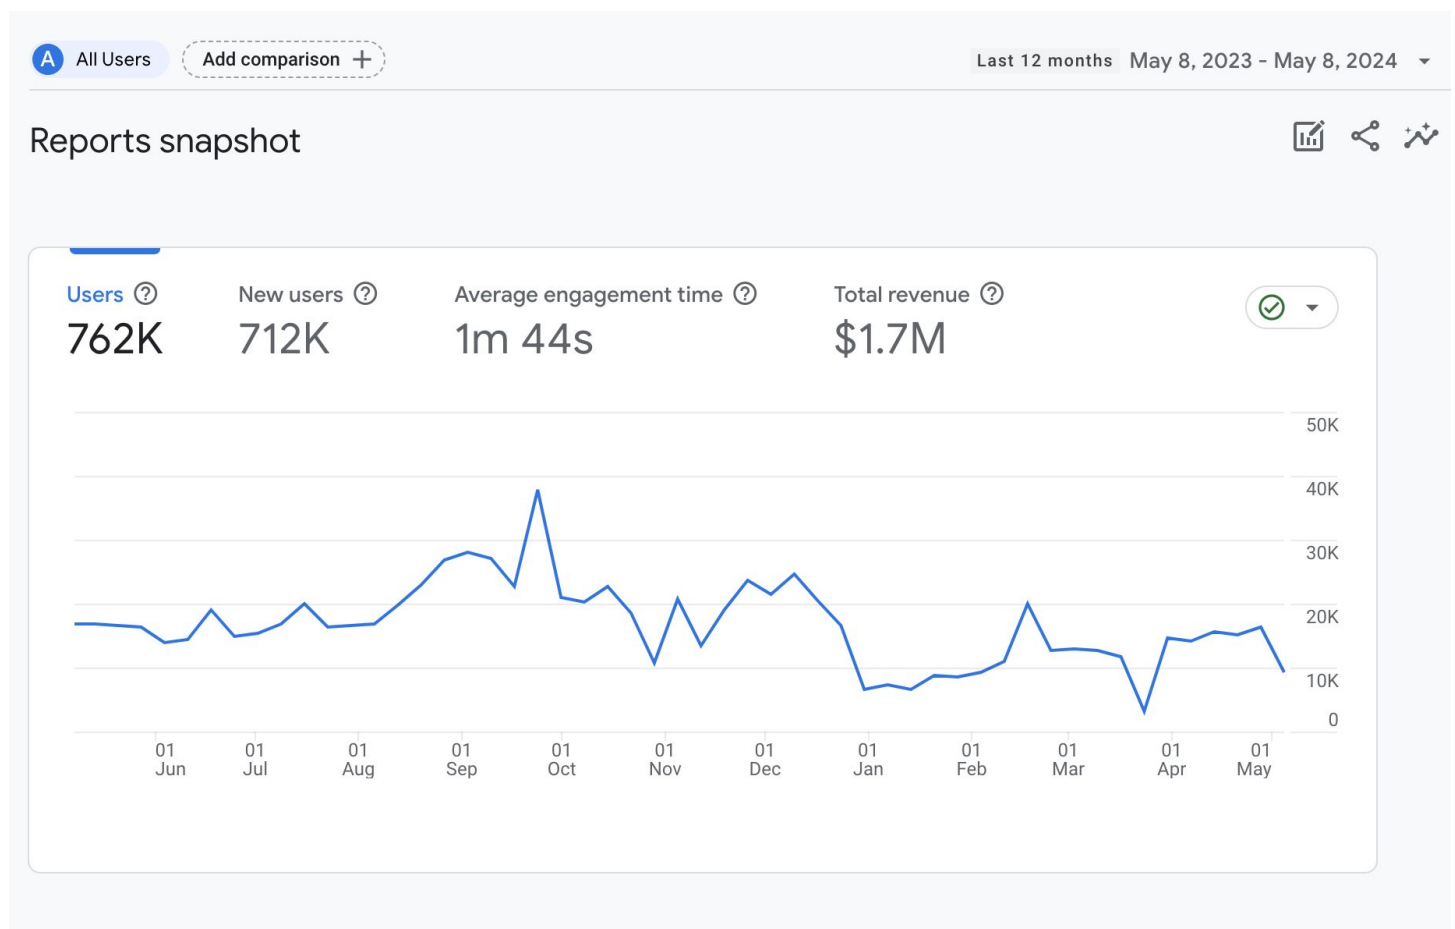 A All Users Add comparison + Last 12 months May 8, 2023 - May 8, 2024
Reports snapshot
Users New users Average engagement time Total revenue
762K 712K 1m 44s $1.7M
50K
40K
30K
20K
10K
0
01 01 01 01 01 01 01 01 01 01 01 01
Jun Jul Aug Sep Oct Nov Dec Jan Feb Mar Apr May